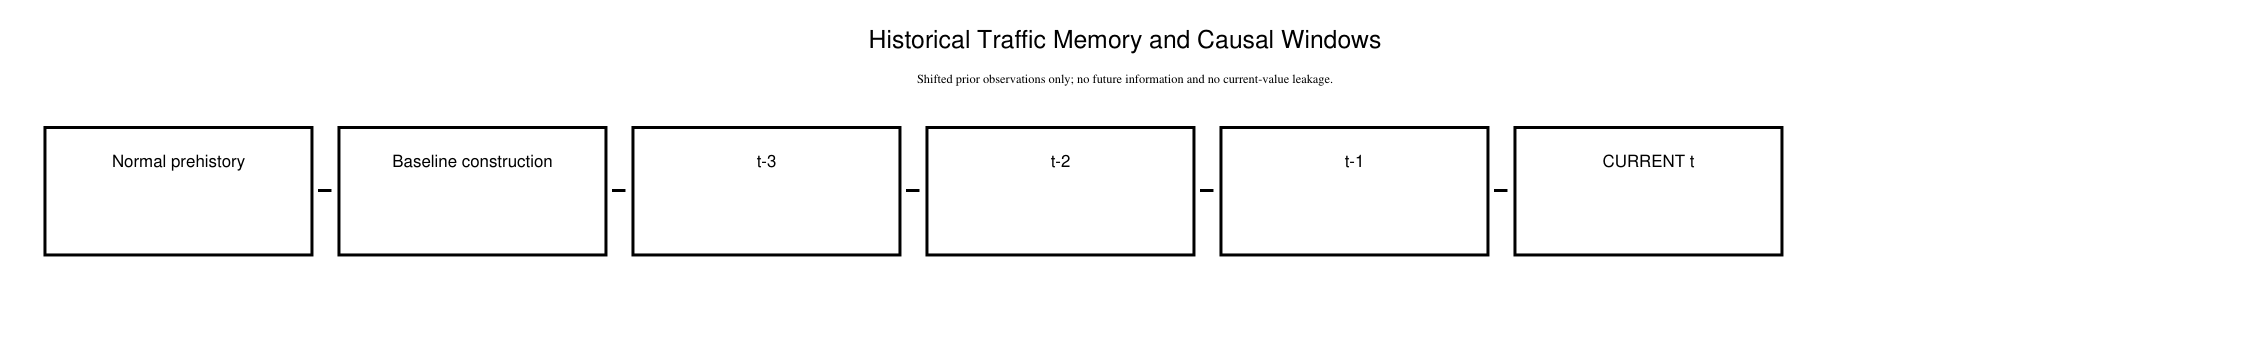 Historical Traffic Memory and Causal Windows
Shifted prior observations only; no future information and no current-value leakage.
Normal prehistory
Baseline construction
t-3
t-2
t-1
CURRENT t